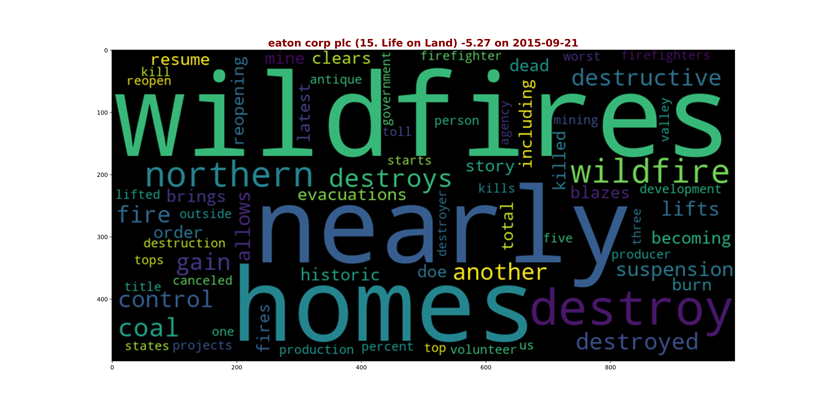 eaton corp plc (15. Life on Land) -5.27 on 2015-09-21
0
100
200
300
400
0
200
400
600
800
resume
mine
clears
firefighter
worst
firefighters
kill
reopen
reopening
latest
antique
government
dead
destructive
wildfires
toll
person
agency
including
mining
killed
valley
starts
northern
destroys
story
wildfire
lifted
brings
evacuations
kills
blazes
development
fire
outside
allows
nearly
destroyer
total
lifts
order
destruction
five
three
becoming
tops
gain
producer
canceled
historic
doe
another
suspension
title
control
homes
burn
destroy
coal
one
fires
destroyed
states
projects
production
percent
top
volunteer
us